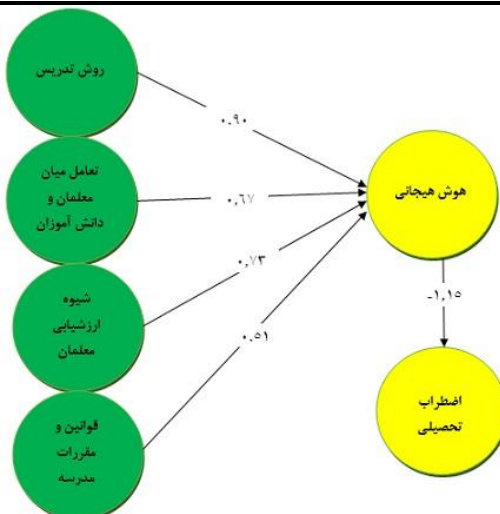 روش تدریس
۰.۹۰
تعامل میان
معلمان و
دانش آموزان
۰,۶۷
هوش هیجانی
شیوه
ارزشیابی
معلمان
۰,۷۳
-۱,۱۵
۰.۵۱
قوانین و
مقررات
مدرسه
اضطراب
تحصیلی